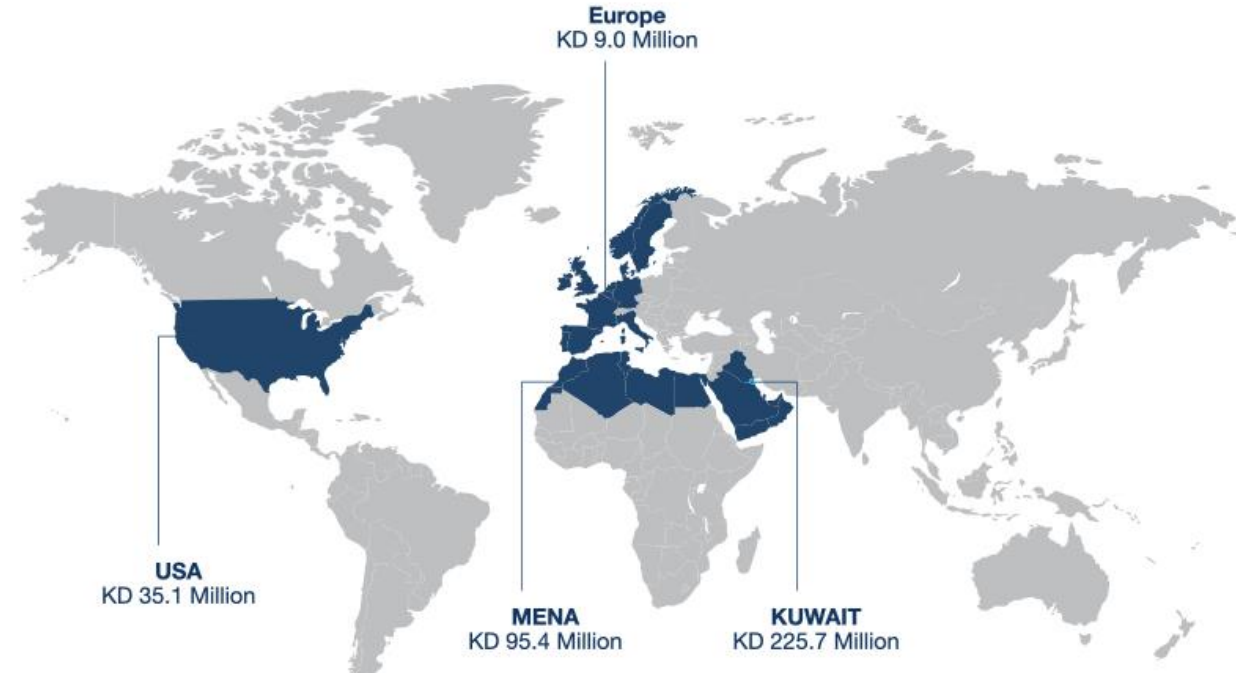 Europe
KD 9.0 Million
USA
KD 35.1 Million
MENA
KD 95.4 Million
KUWAIT
KD 225.7 Million